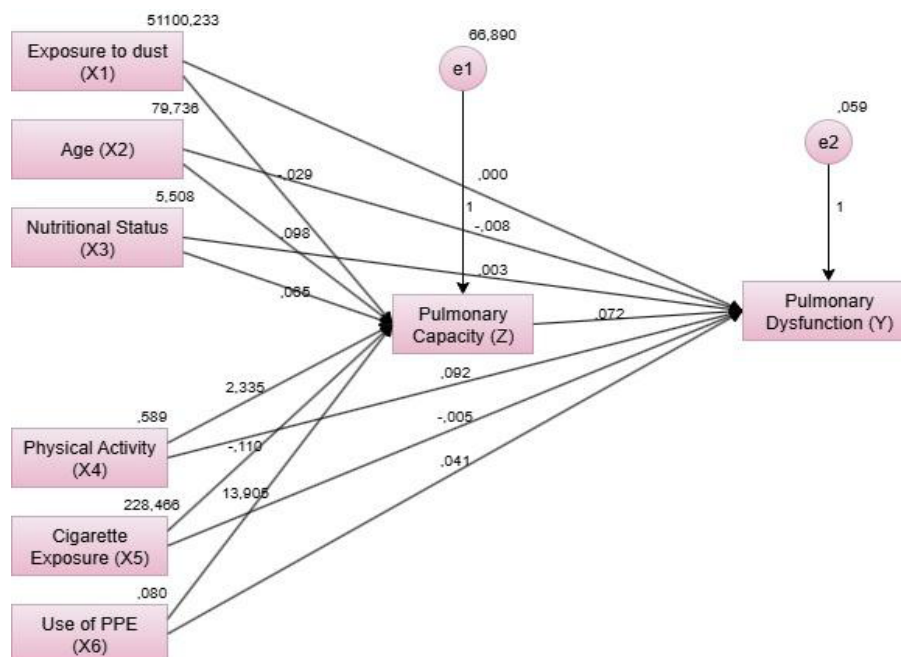 51100,233
Exposure to dust
(X1)
66,890
e1
79,736
Age (X2)
,059
e2
-,029
,000
5,508
1
1
Nutritional Status
(X3)
,098
-,008
,003
,065
Pulmonary
Capacity (Z)
,072
Pulmonary
Dysfunction (Y)
2,335
,092
,589
-,005
Physical Activity
(X4)
-,110
,041
228,466
13,905
Cigarette
Exposure (X5)
,080
Use of PPE
(X6)